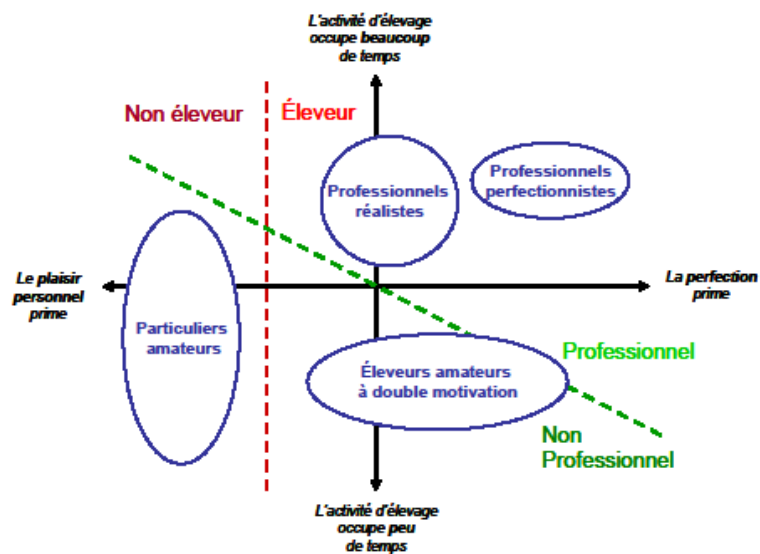 L'activité d'élevage
occupe beaucoup
de temps
Non éleveur
Éleveur
Professionnels
réalistes
Professionnels
perfectionnistes
Le plaisir
personnel
prime
La perfection
prime
Particuliers
amateurs
Professionnel
Éleveurs amateurs
à double motivation
Non
Professionnel
L'activité d'élevage
occupe peu
de temps